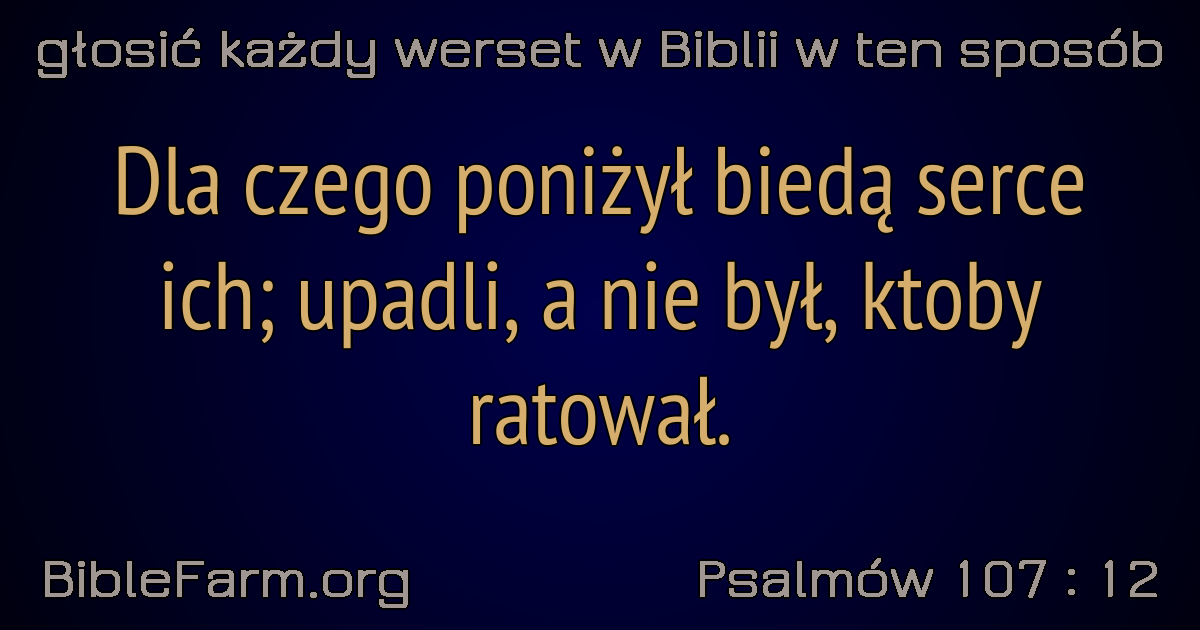 głosić każdy werset w Biblii w ten sposób
Dla czego poniżył biedą serce
ich; upadli, a nie był, ktoby
ratował.
BibleFarm.org
Psalmów 107 : 12